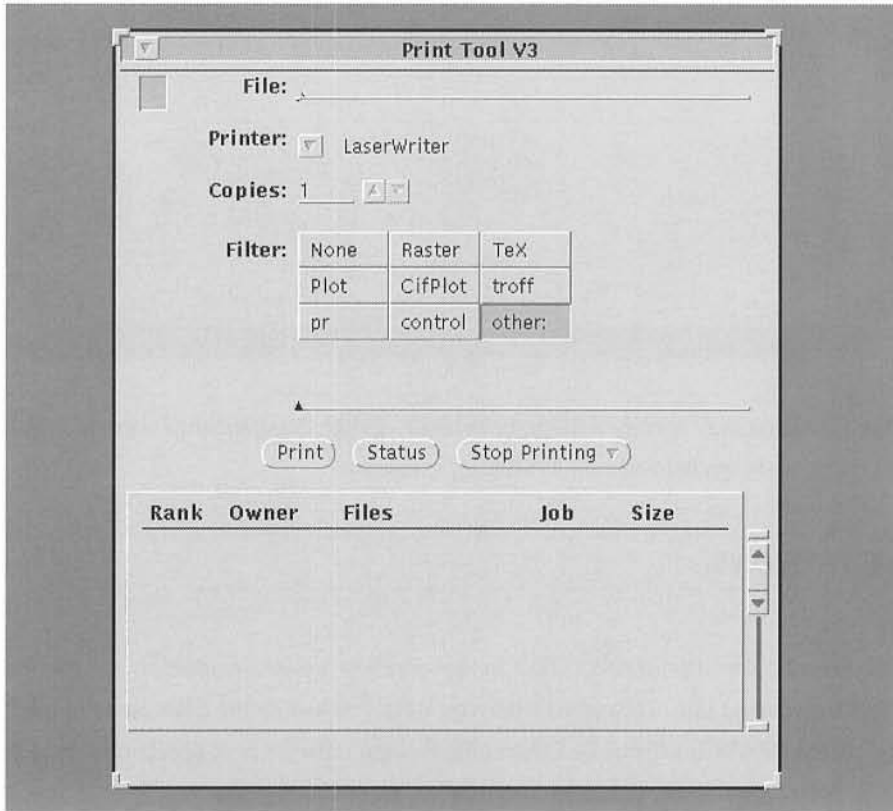 Print Tool V3
File:
Printer: LaserWriter
Copies: 1
Filter: None Raster TeX
Plot CifPlot troff
pr control other:
Print Status Stop Printing
Rank Owner Files Job Size